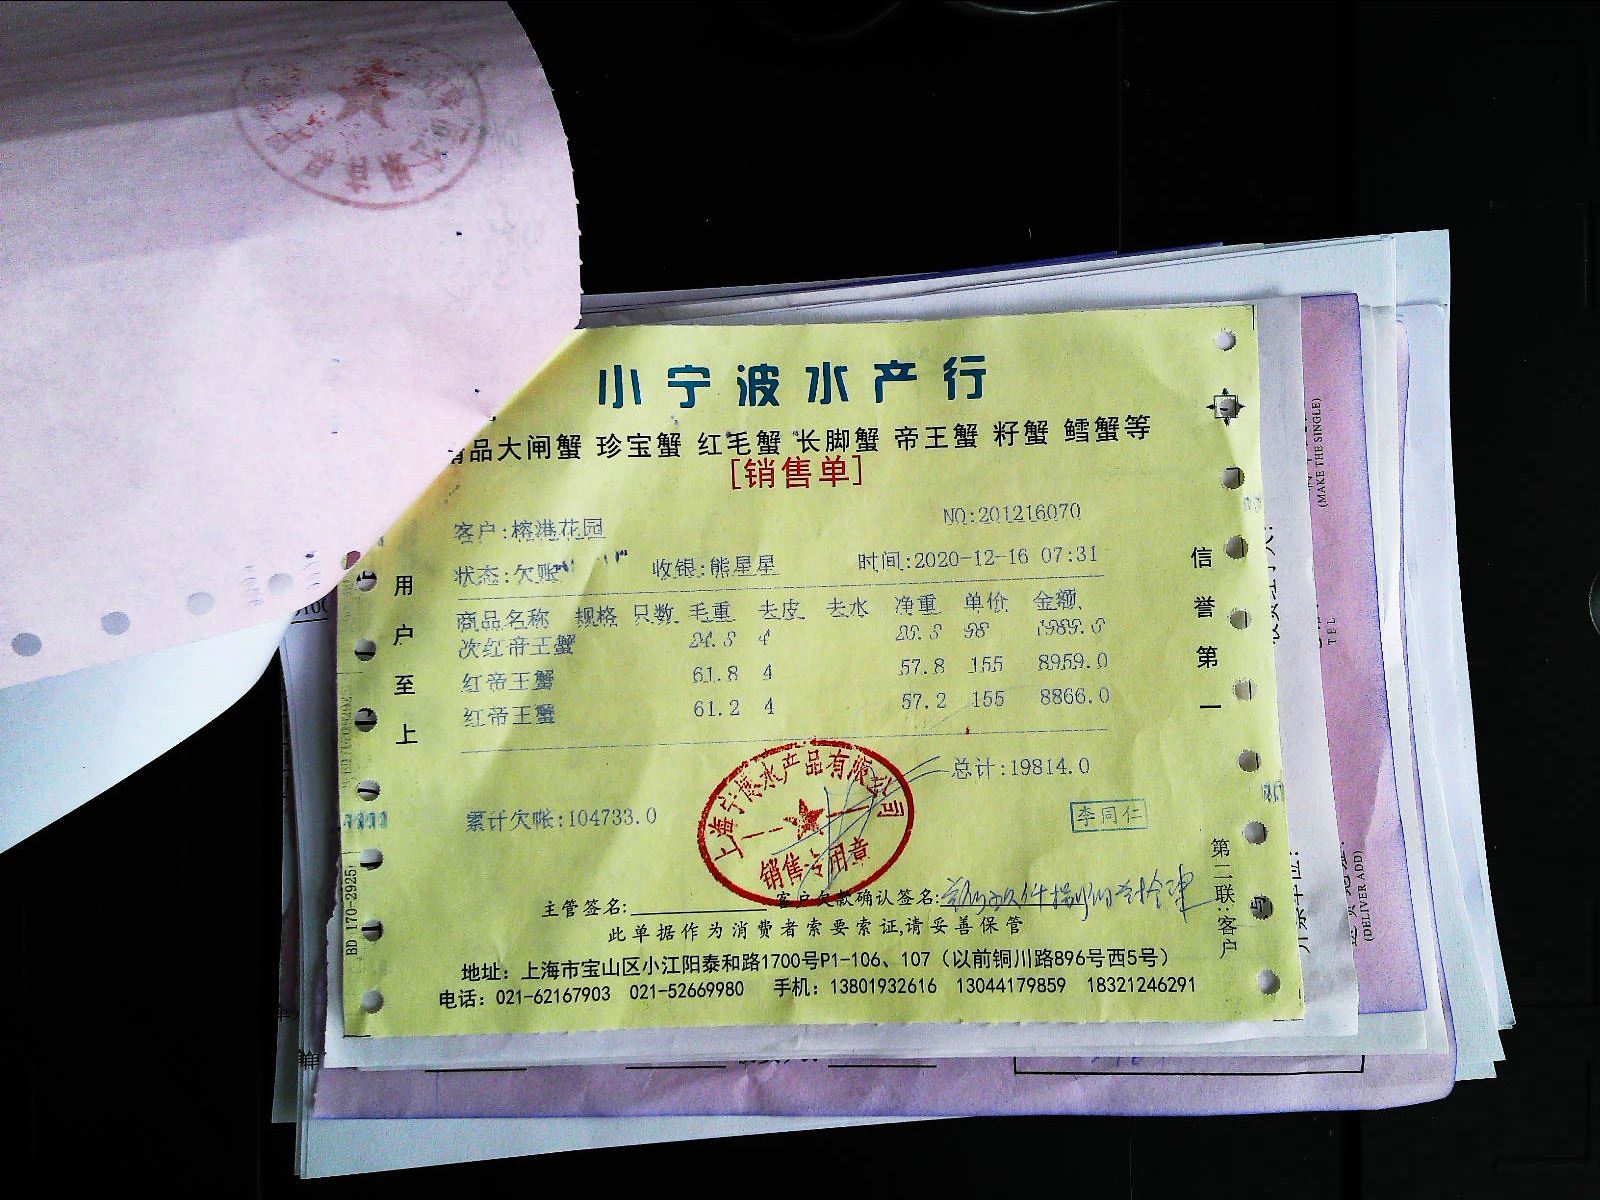 小宁波水产行
品大闸蟹 珍宝蟹 红毛蟹 长脚蟹 帝王蟹 籽蟹 鳕蟹等
[销售单]
客户:榕港花园 NO:201216070
状态:欠账 收银:熊星星 时间:2020-12-16 07:31
商品名称 规格 只数 毛重 去皮 去水 净重 单价 金额
次红帝王蟹 24.3 4 20.3 98 1989.0
红帝王蟹 61.8 4 57.8 155 8959.0
红帝王蟹 61.2 4 57.2 155 8866.0
总计:19814.0
累计欠帐:104733.0
李同仁
上海宁博水产品有限公司
销售专用章
主管签名: 客户欠款确认签名:
此单据作为消费者索要索证,请妥善保管
地址：上海市宝山区小江阳泰和路1700号P1-106、107（以前铜川路896号西5号）
电话：021-62167903 021-52669980 手机：13801932616 13044179859 18321246291
用户至上
信誉第一
第二联:客户
BD 170-2925
(MAKE THE SINGLE)
TEL
(DELIVER ADD)